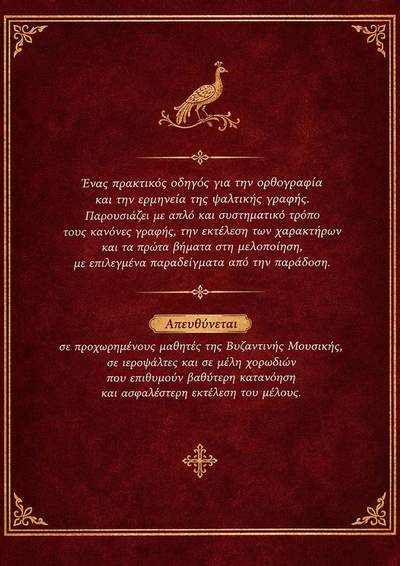 Ένας πρακτικός οδηγός για την ορθογραφία
και την ερμηνεία της ψαλτικής γραφής.
Παρουσιάζει με απλό και συστηματικό τρόπο
τους κανόνες γραφής, την εκτέλεση των χαρακτήρων
και τα πρώτα βήματα στη μελοποίηση,
με επιλεγμένα παραδείγματα από την παράδοση.
Απευθύνεται
σε προχωρημένους μαθητές της Βυζαντινής Μουσικής,
σε ιεροψάλτες και σε μέλη χορωδιών
που επιθυμούν βαθύτερη κατανόηση
και ασφαλέστερη εκτέλεση του μέλους.